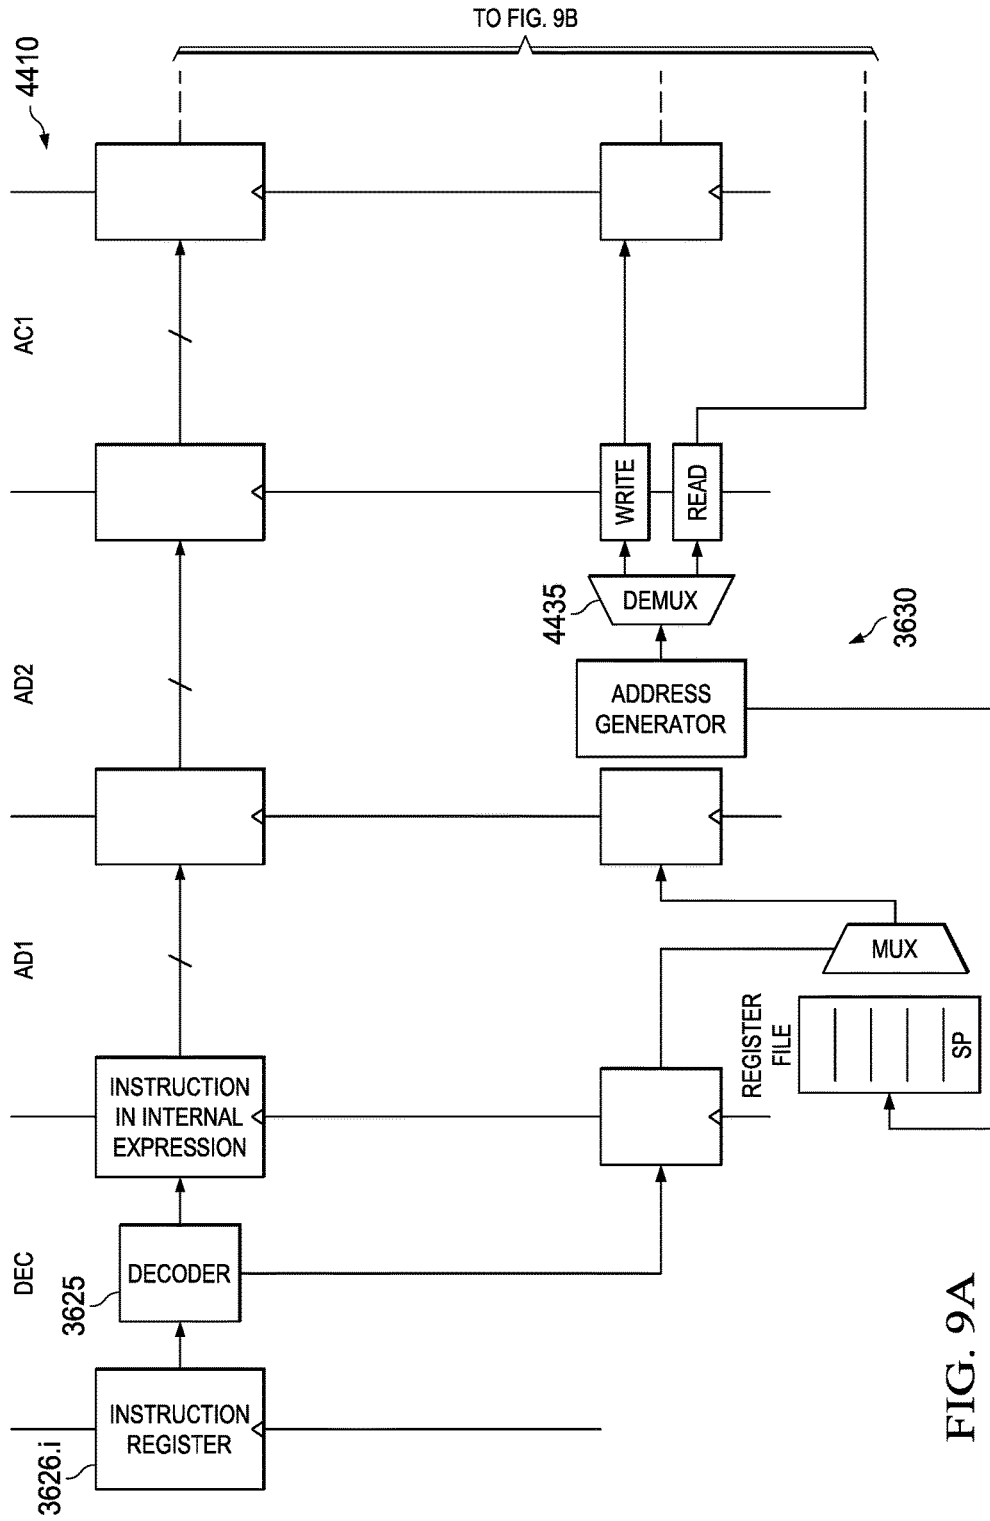 TO FIG. 9B
4410
AC1
AD2
AD1
DEC
WRITE
READ
4435
DEMUX
3630
ADDRESS
GENERATOR
MUX
REGISTER
FILE
SP
INSTRUCTION
IN INTERNAL
EXPRESSION
3625
DECODER
3626.i
INSTRUCTION
REGISTER
FIG. 9A